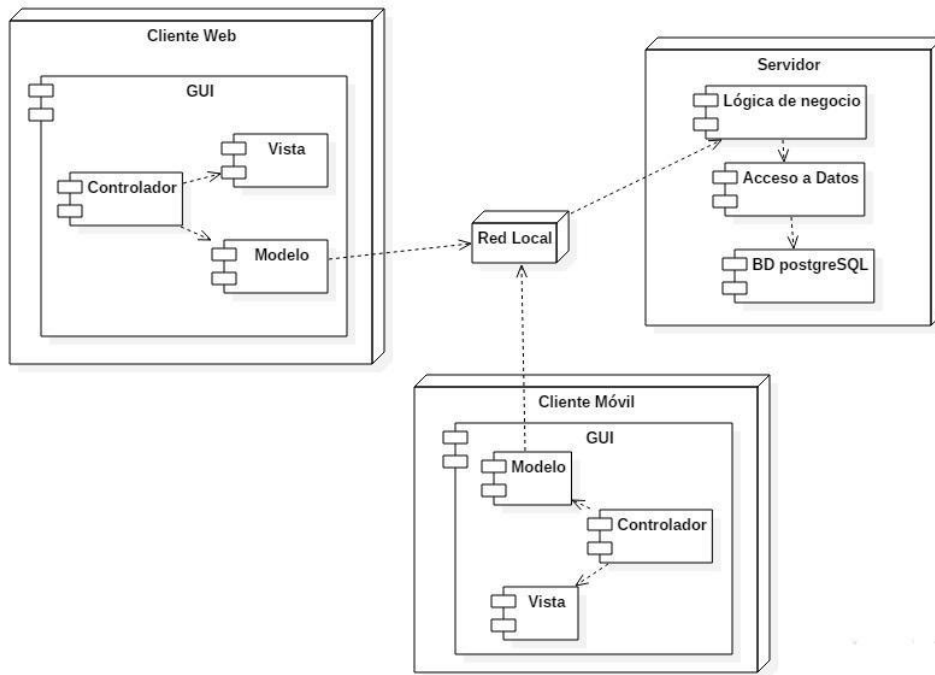 Cliente Web
GUI
Vista
Controlador
Modelo
Red Local
Servidor
Lógica de negocio
Acceso a Datos
BD postgreSQL
Cliente Móvil
GUI
Modelo
Controlador
Vista